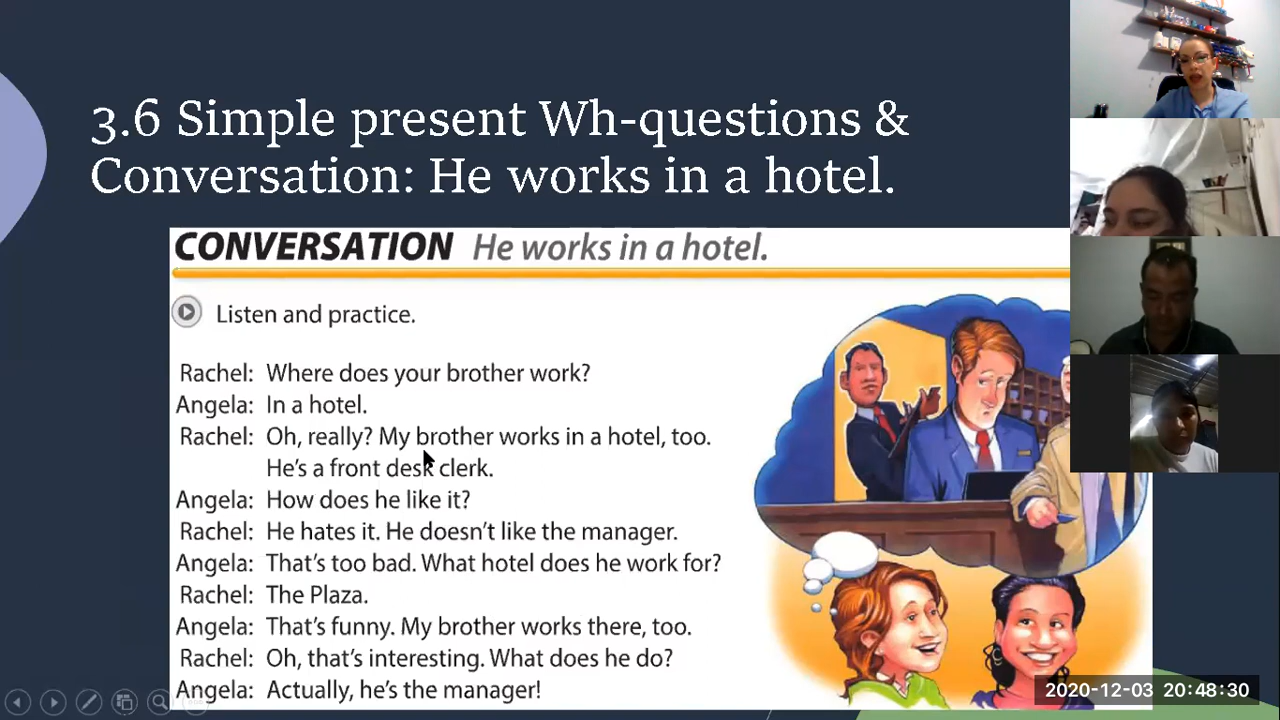 3.6 Simple present Wh-questions &
Conversation: He works in a hotel.
CONVERSATION He works in a hotel.
Listen and practice.
Rachel: Where does your brother work?
Angela: In a hotel.
Rachel: Oh, really? My brother works in a hotel, too.
He's a front desk clerk.
Angela: How does he like it?
Rachel: He hates it. He doesn't like the manager.
Angela: That's too bad. What hotel does he work for?
Rachel: The Plaza.
Angela: That's funny. My brother works there, too.
Rachel: Oh, that's interesting. What does he do?
Angela: Actually, he's the manager!
2020-12-03 20:48:30